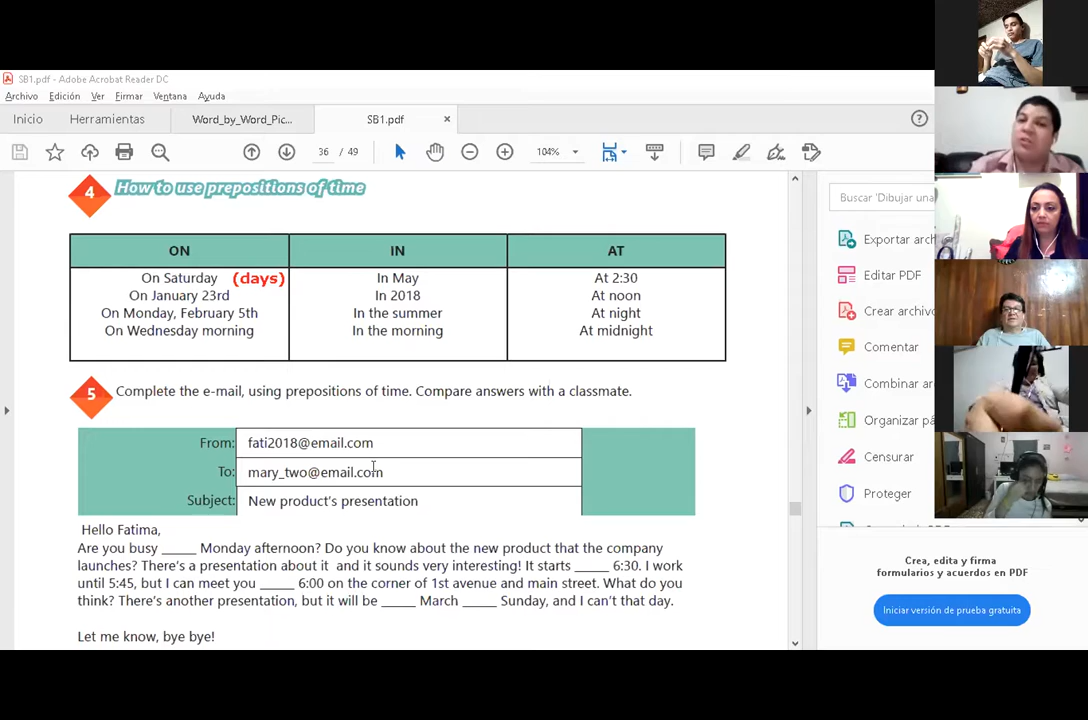 SB1.pdf - Adobe Acrobat Reader DC
Archivo Edición Ver Firmar Ventana Ayuda
Inicio Herramientas Word_by_Word_Pic... SB1.pdf ×
36 / 49 104%
4 How to use prepositions of time
ON IN AT
On Saturday (days) In May At 2:30
On January 23rd In 2018 At noon
On Monday, February 5th In the summer At night
On Wednesday morning In the morning At midnight
5 Complete the e-mail, using prepositions of time. Compare answers with a classmate.
From: fati2018@email.com
To: mary_two@email.com
Subject: New product's presentation
Hello Fatima,
Are you busy _____ Monday afternoon? Do you know about the new product that the company
launches? There's a presentation about it and it sounds very interesting! It starts _____ 6:30. I work
until 5:45, but I can meet you _____ 6:00 on the corner of 1st avenue and main street. What do you
think? There's another presentation, but it will be _____ March _____ Sunday, and I can't that day.
Let me know, bye bye!
Buscar 'Dibujar una
Exportar arch
Editar PDF
Crear archivo
Comentar
Combinar ar
Organizar pá
Censurar
Proteger
Crea, edita y firma
formularios y acuerdos en PDF
Iniciar versión de prueba gratuita